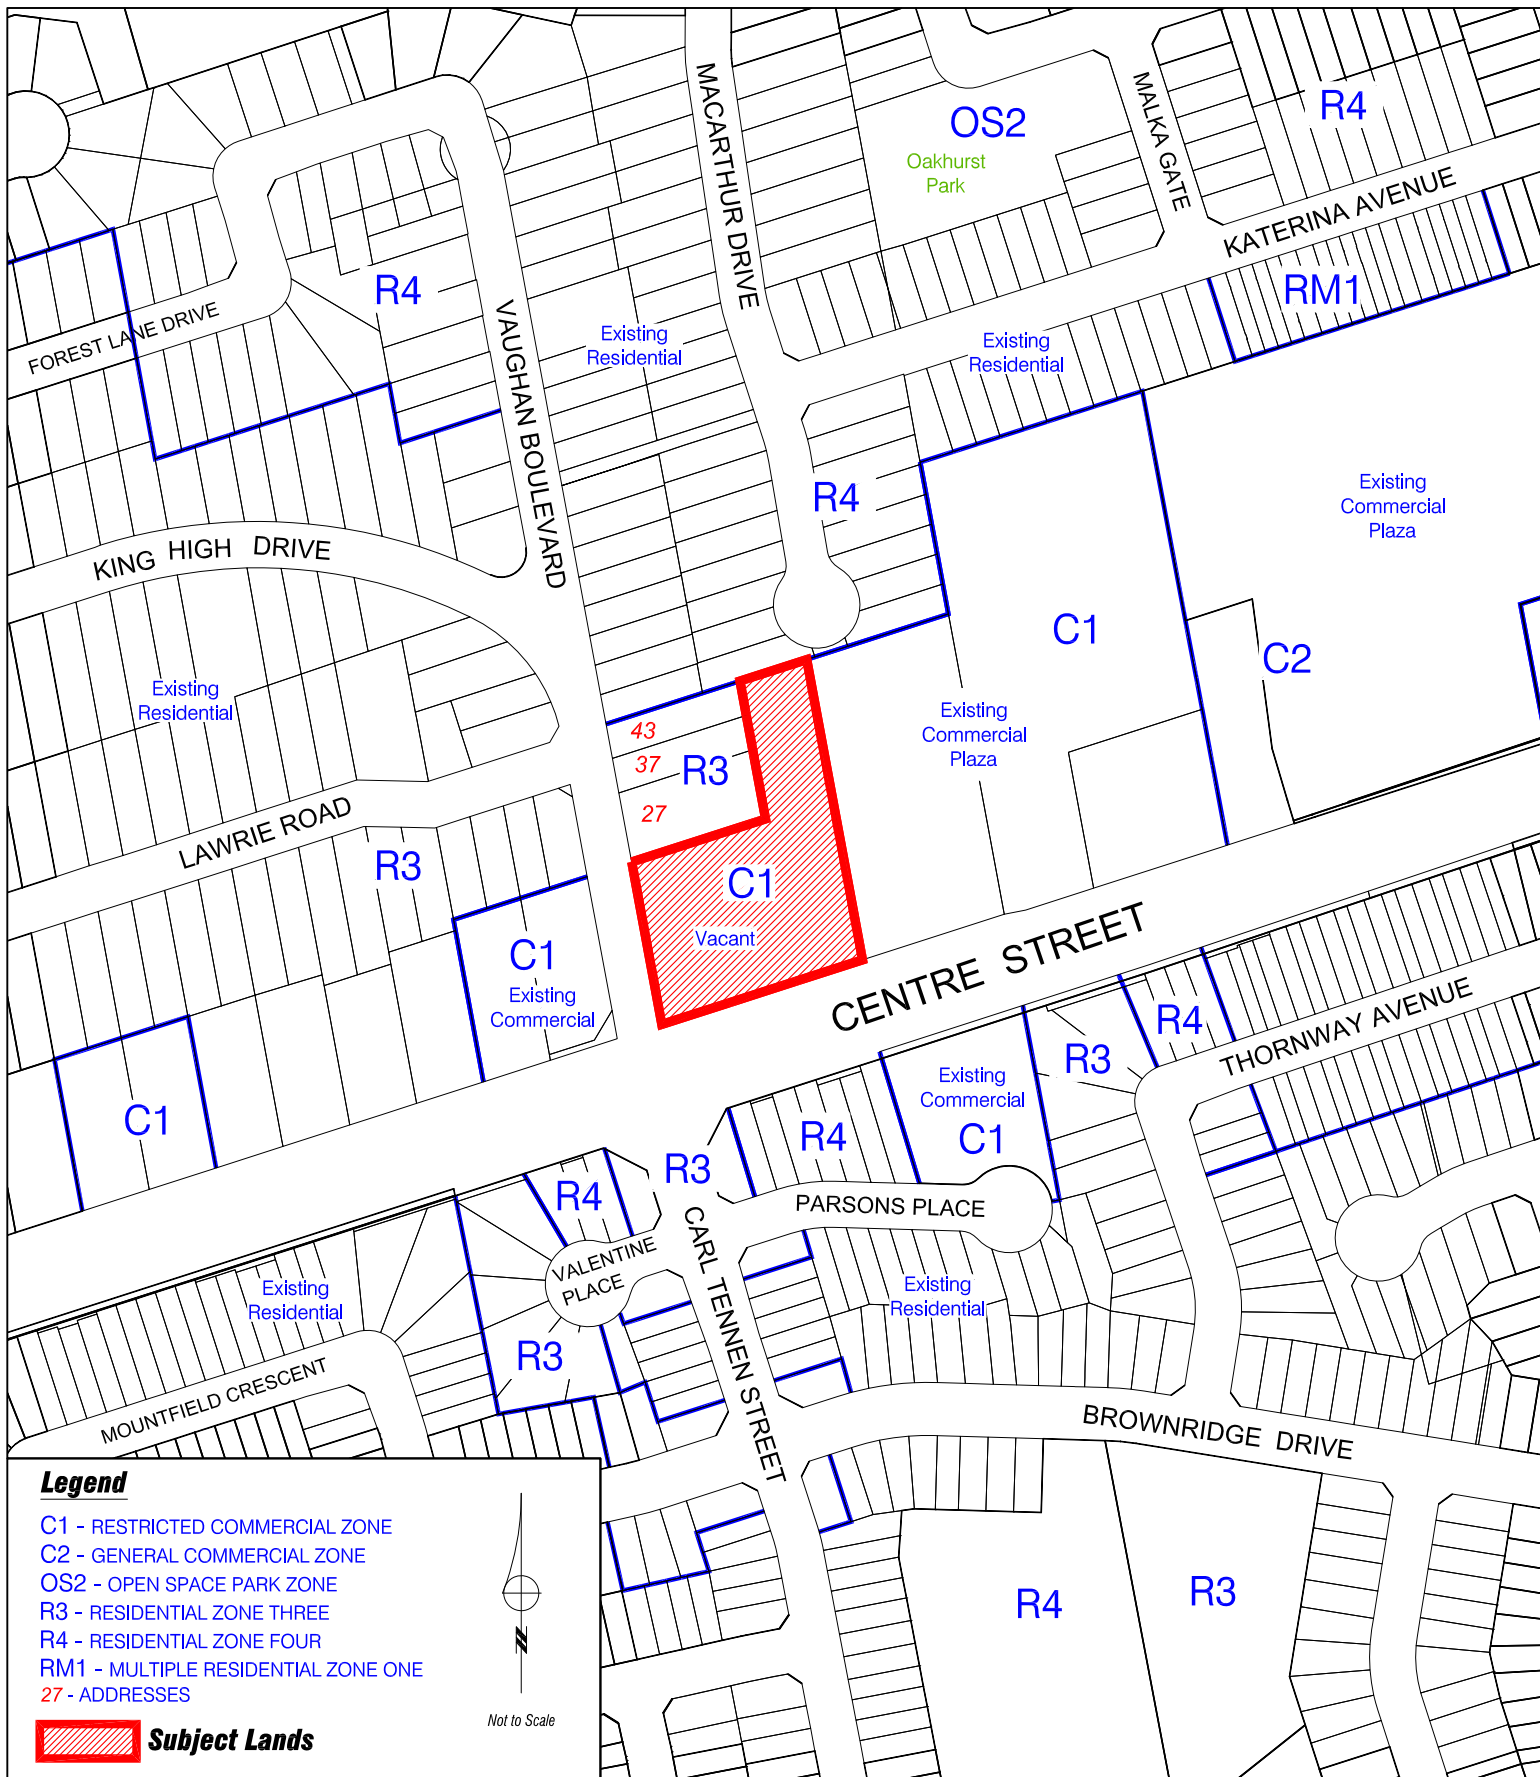 MACARTHUR DRIVE
MALKA GATE
R4
OS2
Oakhurst
Park
KATERINA AVENUE
RM1
R4
FOREST LANE DRIVE
VAUGHAN BOULEVARD
Existing
Residential
Existing
Residential
R4
Existing
Commercial
Plaza
KING HIGH DRIVE
C1
C2
Existing
Residential
43
37
27
R3
Existing
Commercial
Plaza
LAWRIE ROAD
R3
C1
Vacant
C1
Existing
Commercial
CENTRE STREET
R4
R3
THORNWAY AVENUE
C1
Existing
Commercial
C1
R4
R3
R4
PARSONS PLACE
CARL TENNEN STREET
VALENTINE
PLACE
Existing
Residential
Existing
Residential
R3
MOUNTFIELD CRESCENT
BROWNRIDGE DRIVE
R4
R3
Legend
C1 - RESTRICTED COMMERCIAL ZONE
C2 - GENERAL COMMERCIAL ZONE
OS2 - OPEN SPACE PARK ZONE
R3 - RESIDENTIAL ZONE THREE
R4 - RESIDENTIAL ZONE FOUR
RM1 - MULTIPLE RESIDENTIAL ZONE ONE
27 - ADDRESSES
Subject Lands
N
Not to Scale